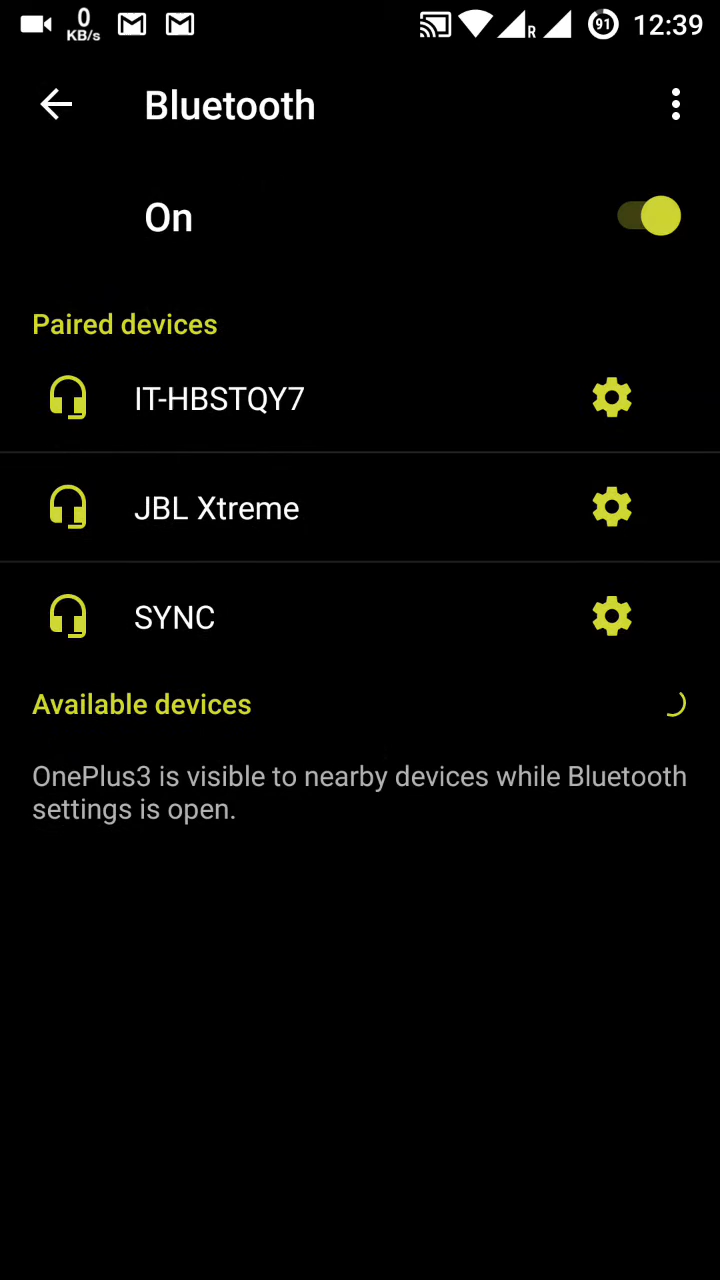 0
KB/s
R
91
12:39
Bluetooth
On
Paired devices
IT-HBSTQY7
JBL Xtreme
SYNC
Available devices
OnePlus3 is visible to nearby devices while Bluetooth
settings is open.